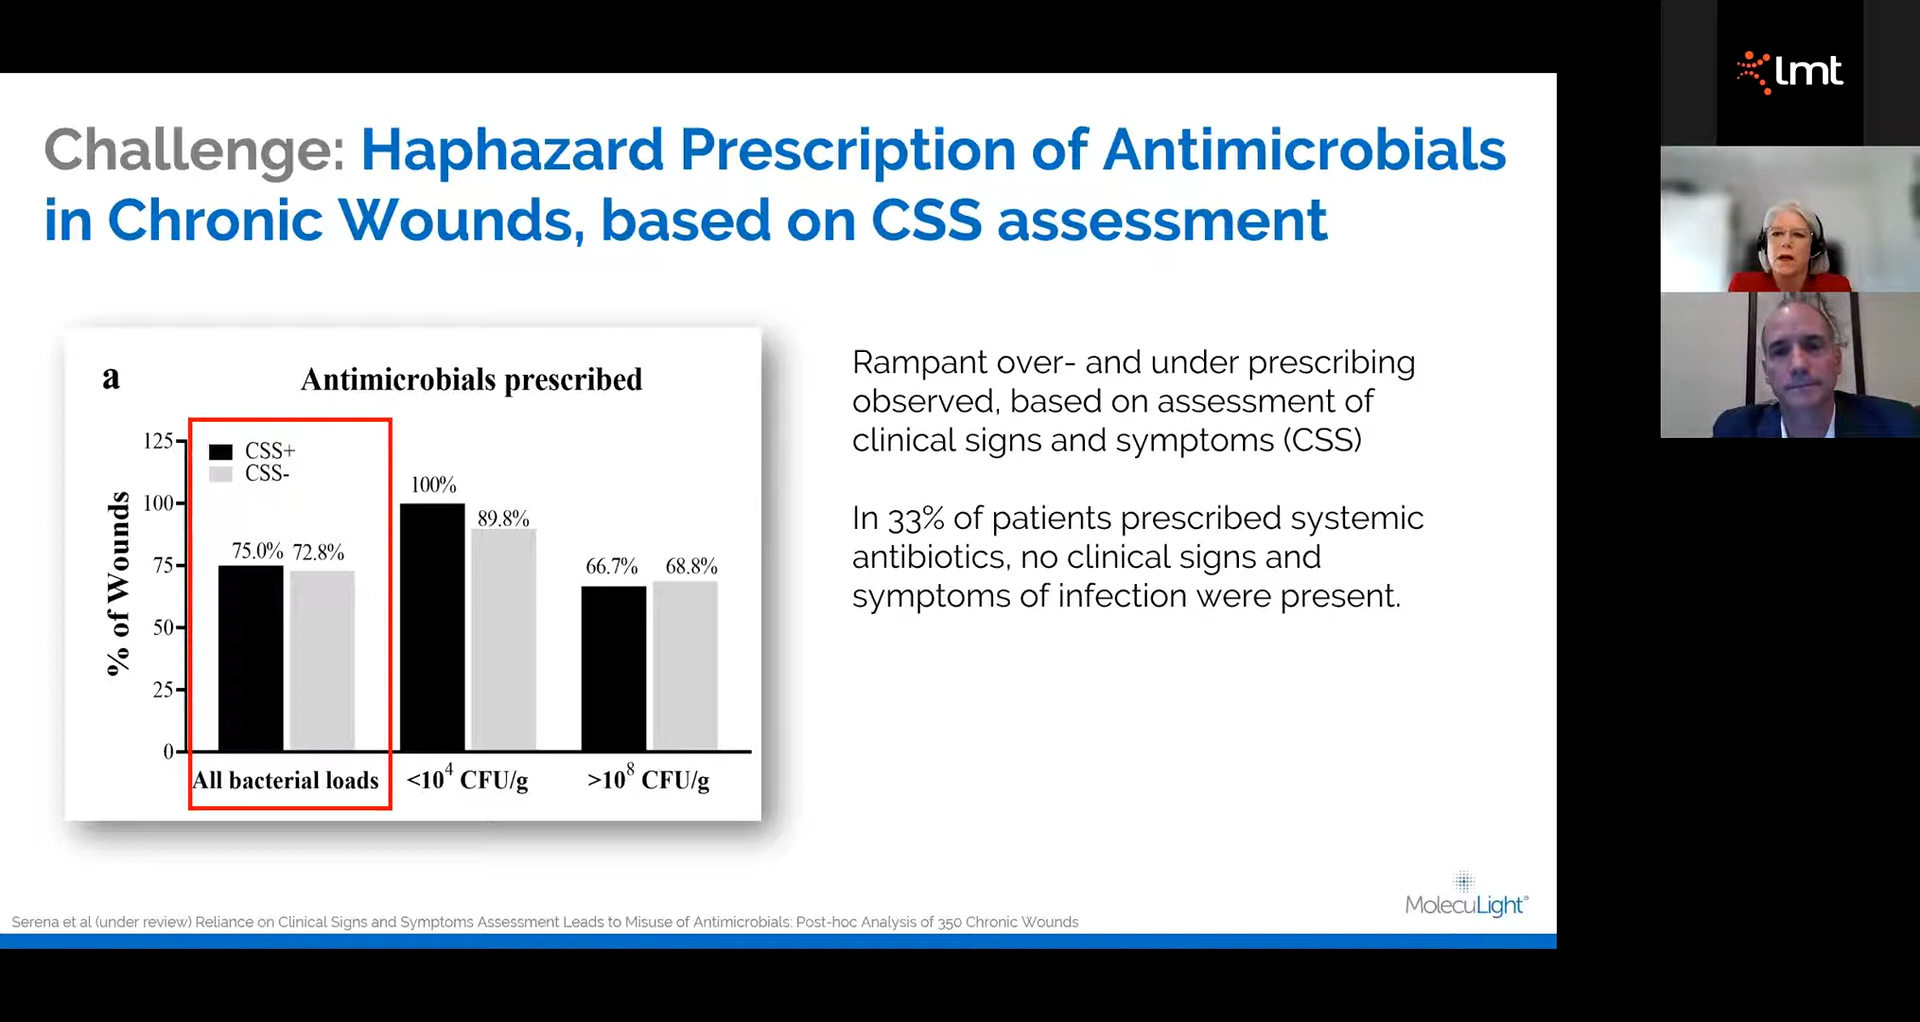 Challenge: Haphazard Prescription of Antimicrobials
in Chronic Wounds, based on CSS assessment
a
Antimicrobials prescribed
% of Wounds
125
100
75
50
25
0
CSS+
CSS-
75.0% 72.8%
100%
89.8%
66.7%
68.8%
All bacterial loads
<10⁴ CFU/g
>10⁸ CFU/g
Rampant over- and under prescribing
observed, based on assessment of
clinical signs and symptoms (CSS)
In 33% of patients prescribed systemic
antibiotics, no clinical signs and
symptoms of infection were present.
MolecuLight®
Serena et al (under review) Reliance on Clinical Signs and Symptoms Assessment Leads to Misuse of Antimicrobials: Post-hoc Analysis of 350 Chronic Wounds
lmt